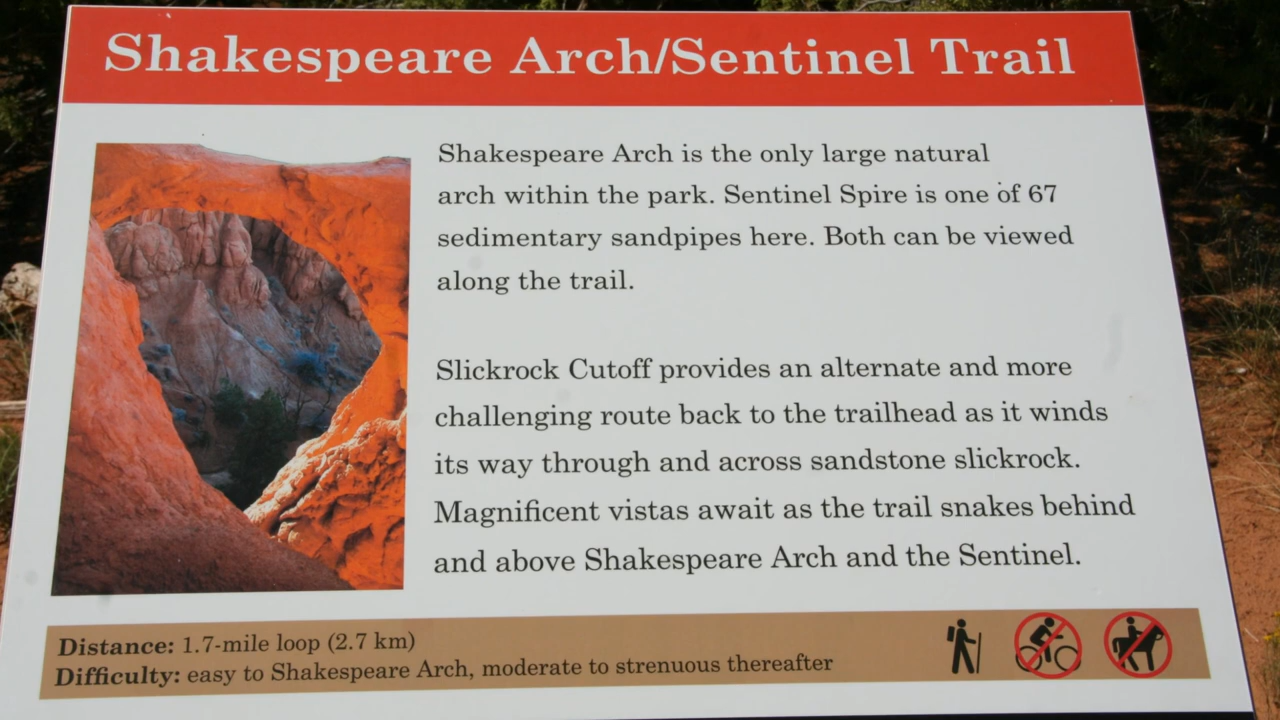 Shakespeare Arch/Sentinel Trail
Shakespeare Arch is the only large natural
arch within the park. Sentinel Spire is one of 67
sedimentary sandpipes here. Both can be viewed
along the trail.
Slickrock Cutoff provides an alternate and more
challenging route back to the trailhead as it winds
its way through and across sandstone slickrock.
Magnificent vistas await as the trail snakes behind
and above Shakespeare Arch and the Sentinel.
Distance: 1.7-mile loop (2.7 km)
Difficulty: easy to Shakespeare Arch, moderate to strenuous thereafter